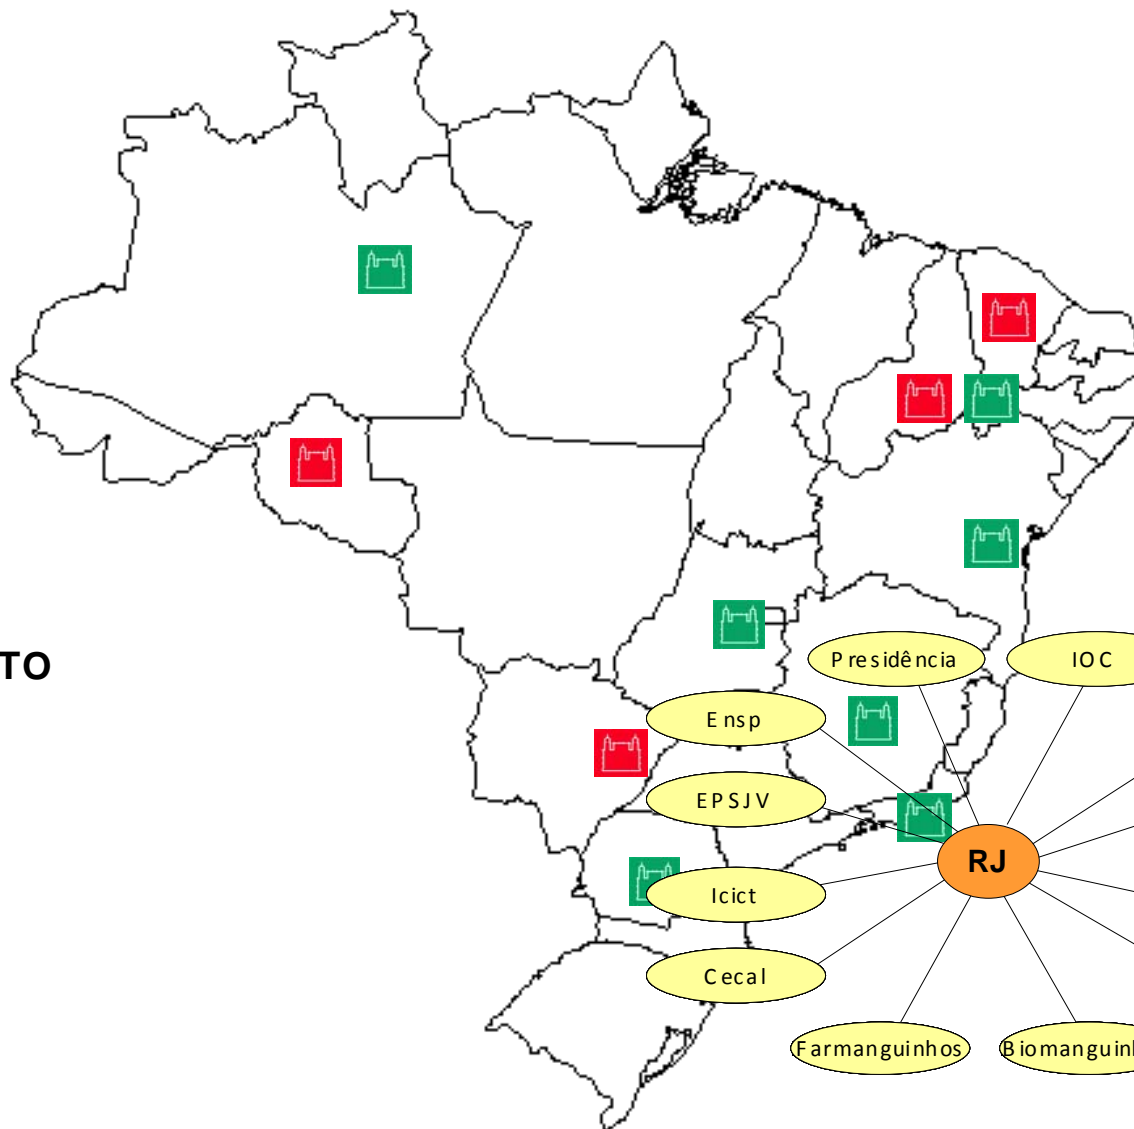 TO
Presidência
IOC
Ensp
EPSJV
RJ
Icict
Cecal
Farmanguinhos